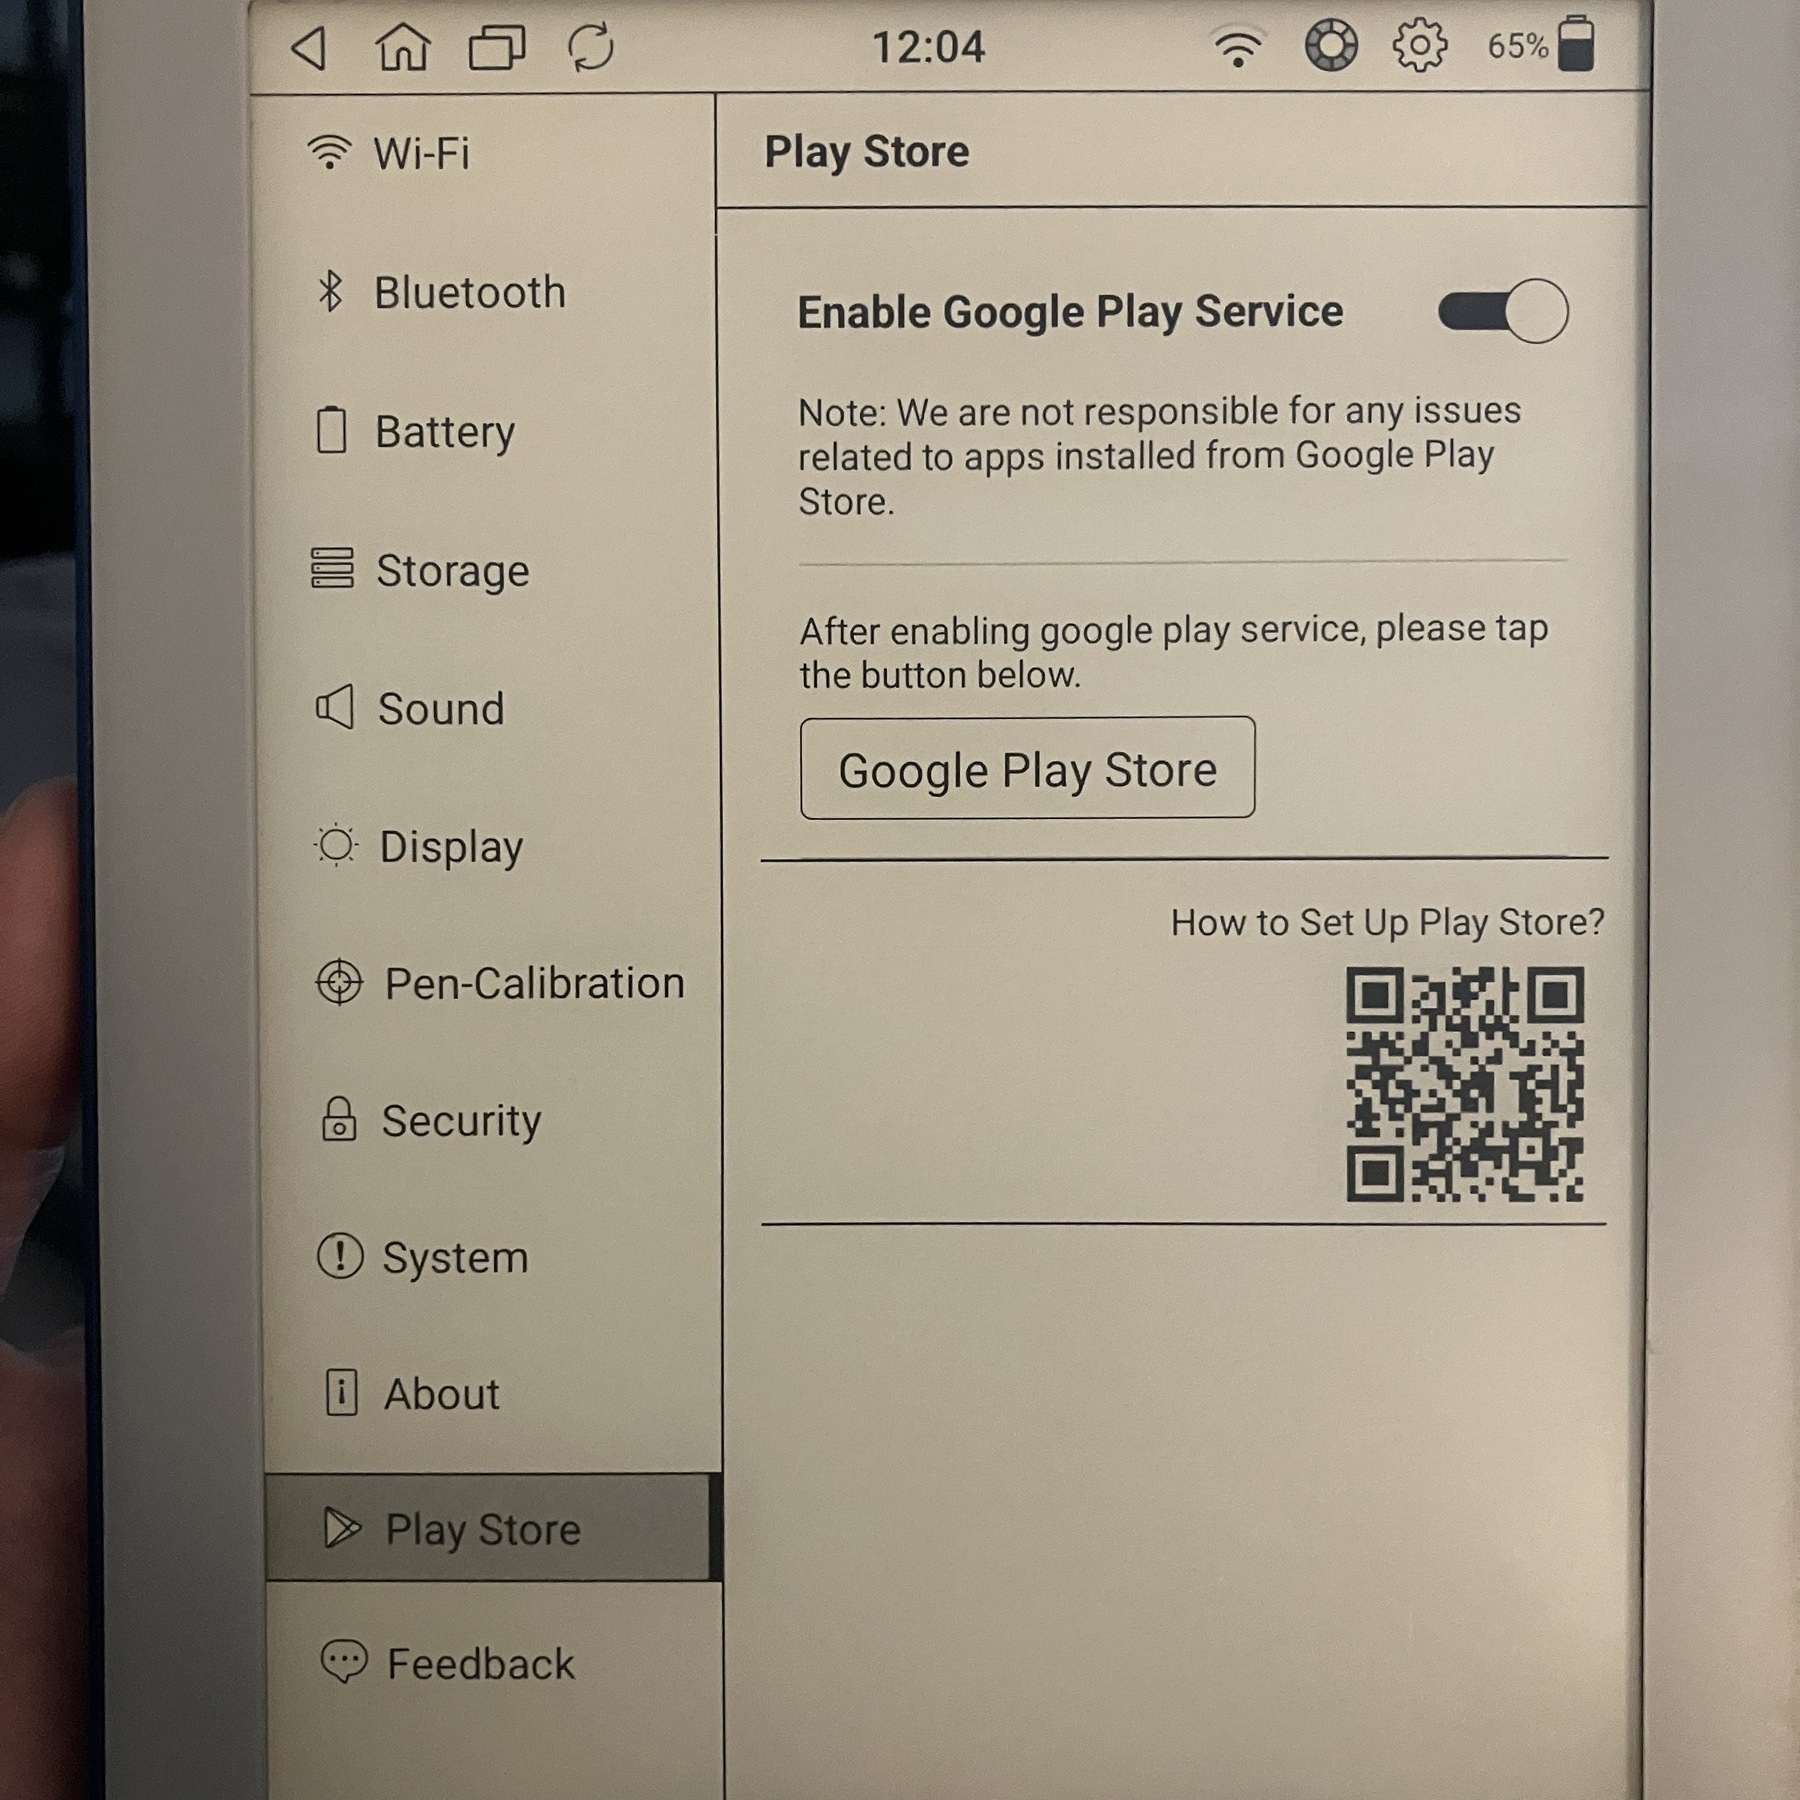 12:04
65%
Wi-Fi
Bluetooth
Battery
Storage
Sound
Display
Pen-Calibration
Security
System
About
Play Store
Feedback
Play Store
Enable Google Play Service
Note: We are not responsible for any issues
related to apps installed from Google Play
Store.
After enabling google play service, please tap
the button below.
Google Play Store
How to Set Up Play Store?